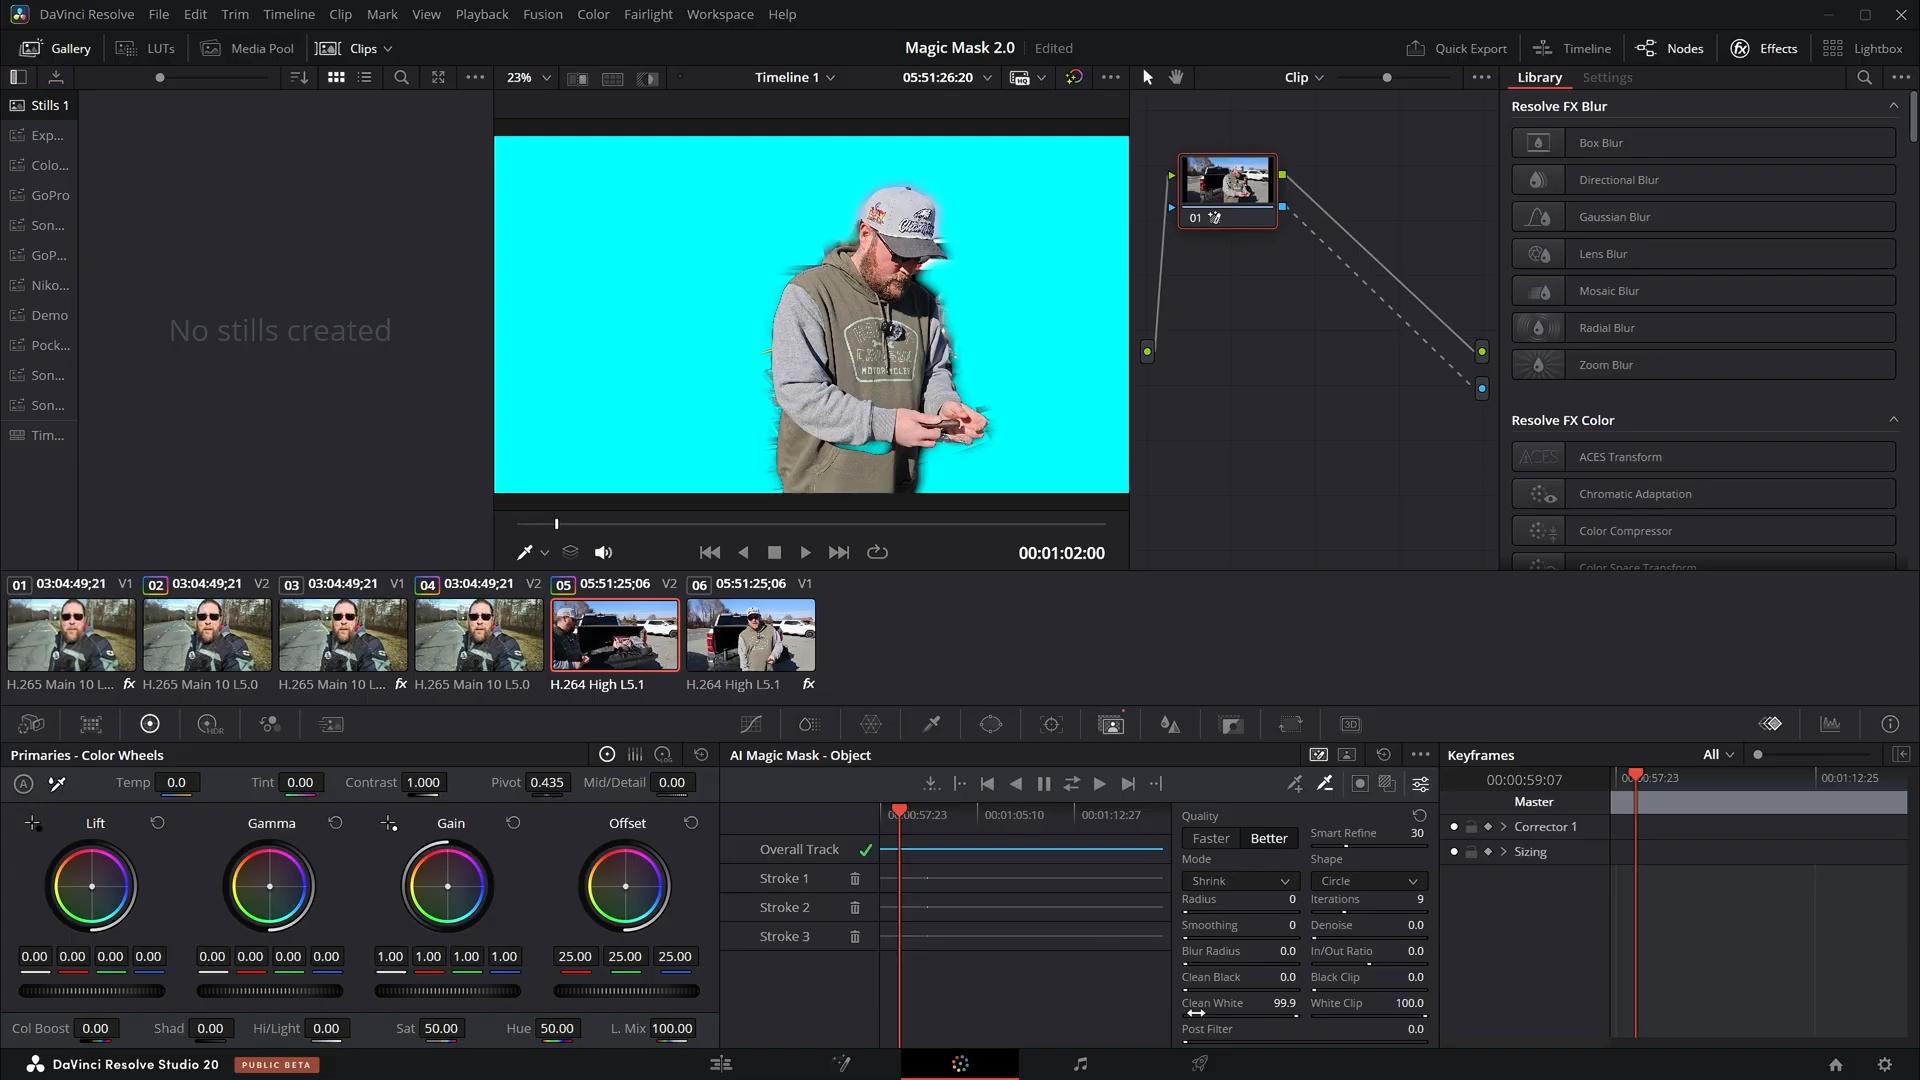 DaVinci Resolve File Edit Trim Timeline Clip Mark View Playback Fusion Color Fairlight Workspace Help
Gallery LUTs Media Pool Clips Magic Mask 2.0 Edited Quick Export Timeline Nodes Effects Lightbox
23% Timeline 1 05:51:26:20 Clip Library Settings
Stills 1
Exp...
Colo...
GoPro
Son...
GoP...
Niko...
Demo
Pock...
Son...
Son...
Tim...
No stills created
01
Resolve FX Blur
Box Blur
Directional Blur
Gaussian Blur
Lens Blur
Mosaic Blur
Radial Blur
Zoom Blur
Resolve FX Color
ACES Transform
Chromatic Adaptation
Color Compressor
Color Space Transform
00:01:02:00
01 03:04:49;21 V1 02 03:04:49;21 V2 03 03:04:49;21 V1 04 03:04:49;21 V2 05 05:51:25;06 V2 06 05:51:25;06 V1
H.265 Main 10 L... fx H.265 Main 10 L5.0 H.265 Main 10 L... fx H.265 Main 10 L5.0 H.264 High L5.1 H.264 High L5.1 fx
HDR 3D
Primaries - Color Wheels LOG
A Temp 0.0 Tint 0.00 Contrast 1.000 Pivot 0.435 Mid/Detail 0.00
Lift Gamma Gain Offset
0.00 0.00 0.00 0.00 0.00 0.00 0.00 0.00 1.00 1.00 1.00 1.00 25.00 25.00 25.00
Col Boost 0.00 Shad 0.00 Hi/Light 0.00 Sat 50.00 Hue 50.00 L. Mix 100.00
AI Magic Mask - Object
00:00:57:23 00:01:05:10 00:01:12:27
Overall Track
Stroke 1
Stroke 2
Stroke 3
Quality
Faster Better Smart Refine 30
Mode Shape
Shrink Circle
Radius 0 Iterations 9
Smoothing 0 Denoise 0.0
Blur Radius 0.0 In/Out Ratio 0.0
Clean Black 0.0 Black Clip 0.0
Clean White 99.9 White Clip 100.0
Post Filter 0.0
Keyframes All
00:00:59:07 00:00:57:23 00:01:12:25
Master
Corrector 1
Sizing
DaVinci Resolve Studio 20 PUBLIC BETA